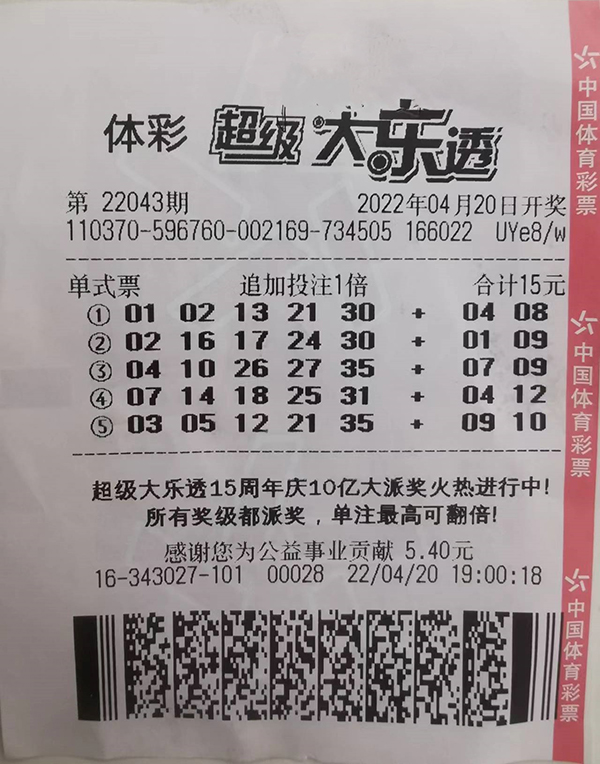 体彩 超级大乐透
第 22043期 2022年04月20日开奖
110370-596760-002169-734505 166022 UYe8/w
单式票 追加投注1倍 合计15元
① 01 02 13 21 30 + 04 08
② 02 16 17 24 30 + 01 09
③ 04 10 26 27 35 + 07 09
④ 07 14 18 25 31 + 04 12
⑤ 03 05 12 21 35 + 09 10
超级大乐透15周年庆10亿大派奖火热进行中!
所有奖级都派奖，单注最高可翻倍!
感谢您为公益事业贡献 5.40元
16-343027-101 00028 22/04/20 19:00:18
中国体育彩票
中国体育彩票
中国体育彩票